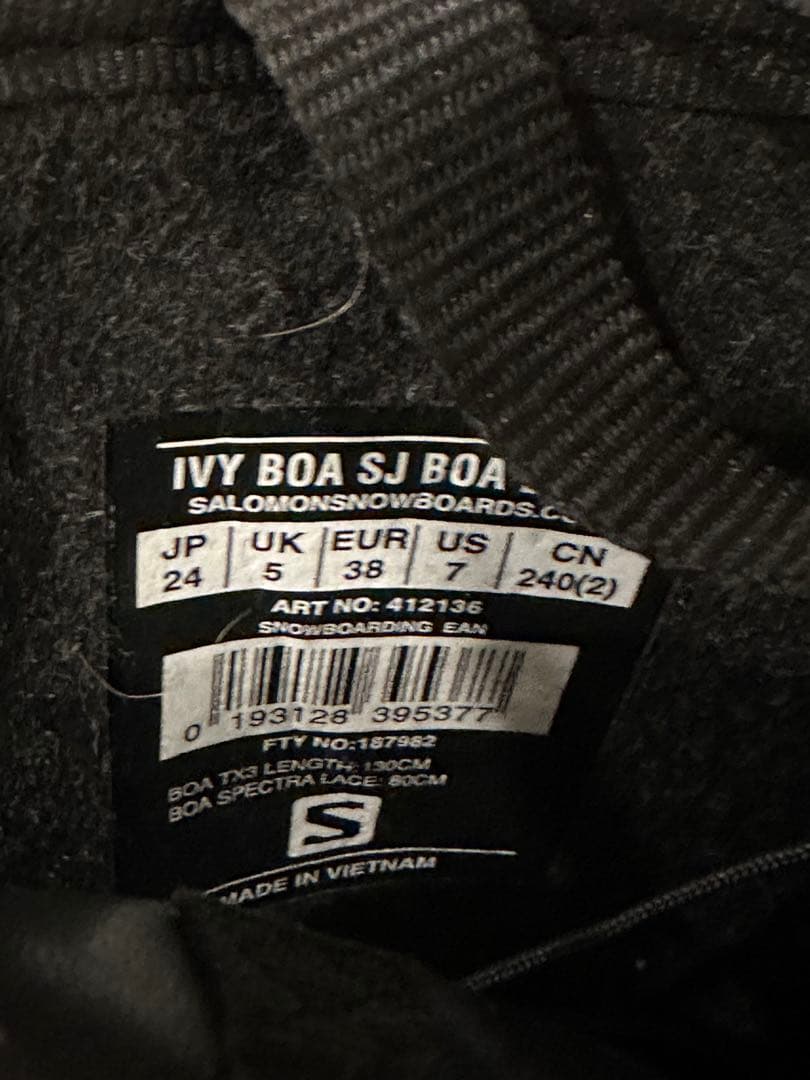 IVY BOA SJ BOA
SALOMONSNOWBOARDS.C
JP UK EUR US CN
24 5 38 7 240(2)
ART NO: 412136
SNOWBOARDING EAN
0 193128 395377
FTY NO:187982
BOA TX3 LENGTH: 130CM
BOA SPECTRA LACE: 80CM
S
MADE IN VIETNAM